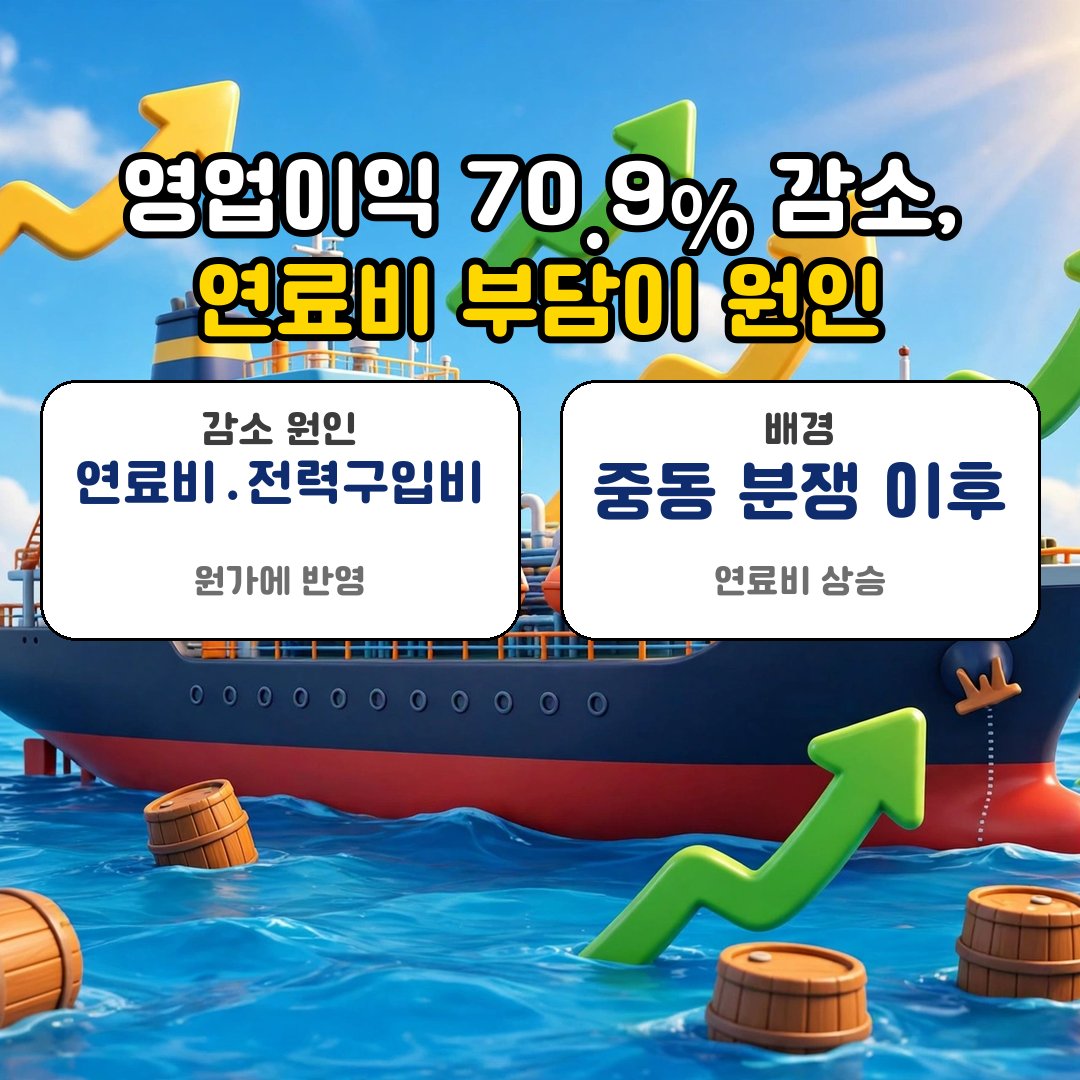 영업이익 70.9% 감소,
연료비 부담이 원인
감소 원인
연료비·전력구입비
원가에 반영
배경
중동 분쟁 이후
연료비 상승